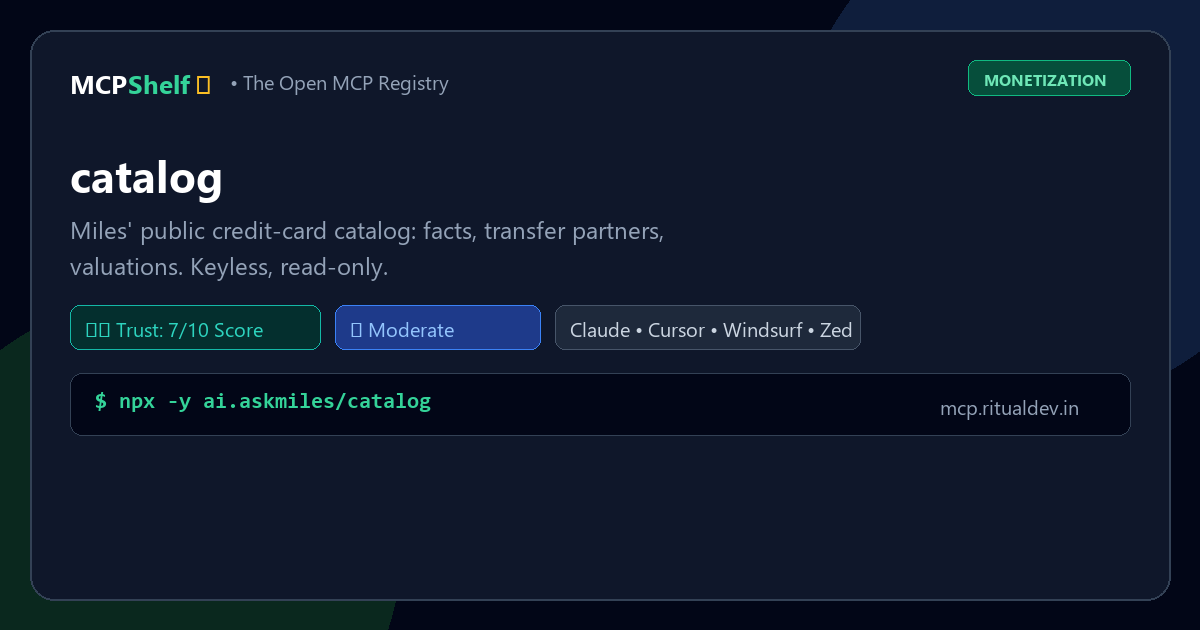 MCPShelf • The Open MCP Registry
MONETIZATION
catalog
Miles' public credit-card catalog: facts, transfer partners,
valuations. Keyless, read-only.
Trust: 7/10 Score
Moderate
Claude • Cursor • Windsurf • Zed
$ npx -y ai.askmiles/catalog
mcp.ritualdev.in